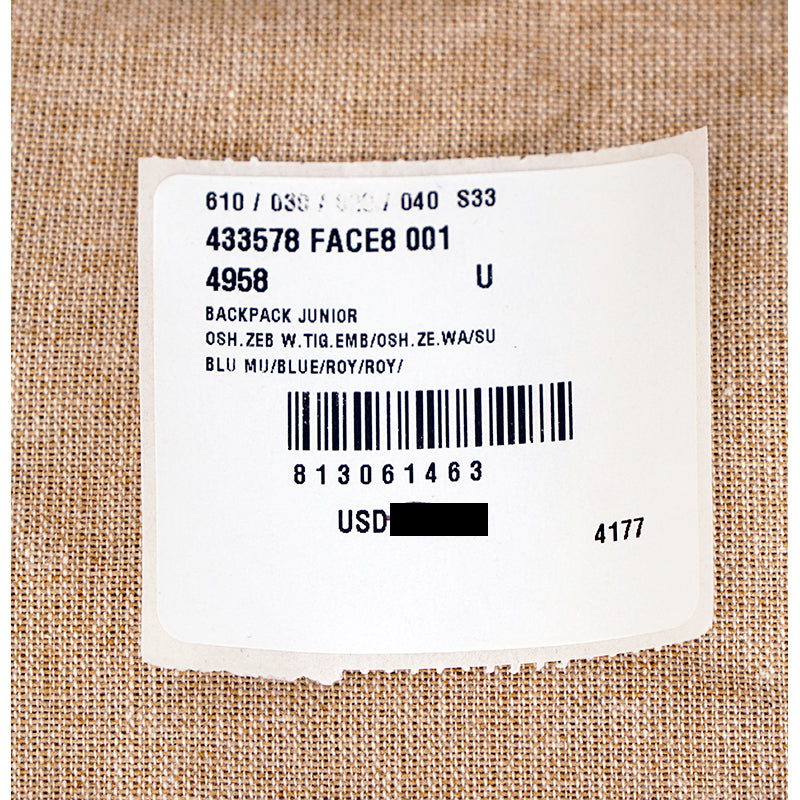 610 / 030 / / 040 S33
433578 FACE8 001
4958 U
BACKPACK JUNIOR
OSH.ZEB W.TIG.EMB/OSH.ZE.WA/SU
BLU MU/BLUE/ROY/ROY/
813061463
USD
4177